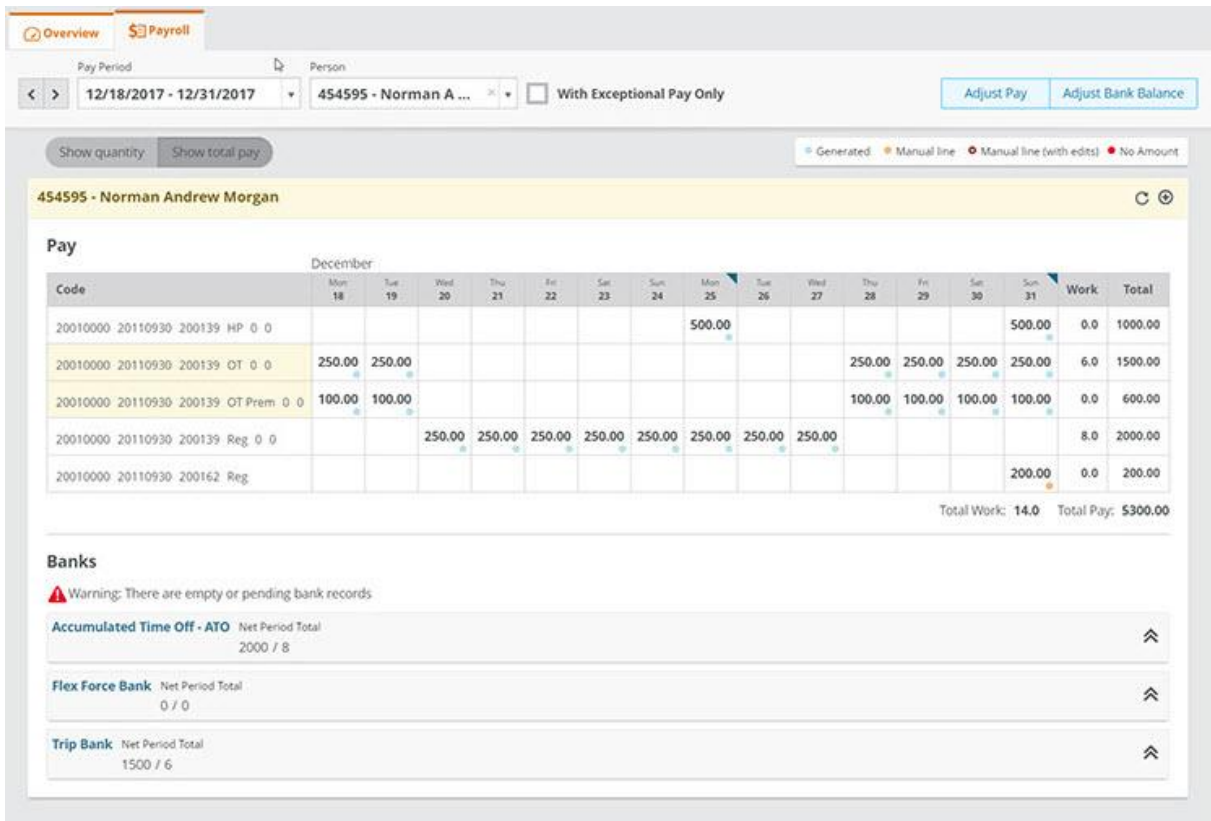 Overview Payroll
Pay Period Person
< > 12/18/2017 - 12/31/2017 454595 - Norman A ... × With Exceptional Pay Only Adjust Pay Adjust Bank Balance
Show quantity Show total pay Generated Manual line Manual line (with edits) No Amount
454595 - Norman Andrew Morgan
Pay
December
Code Mon 18 Tue 19 Wed 20 Thu 21 Fri 22 Sat 23 Sun 24 Mon 25 Tue 26 Wed 27 Thu 28 Fri 29 Sat 30 Sun 31 Work Total
20010000 20110930 200139 HP 0 0 500.00 500.00 0.0 1000.00
20010000 20110930 200139 OT 0 0 250.00 250.00 250.00 250.00 250.00 250.00 6.0 1500.00
20010000 20110930 200139 OT Prem 0 0 100.00 100.00 100.00 100.00 100.00 100.00 0.0 600.00
20010000 20110930 200139 Reg 0 0 250.00 250.00 250.00 250.00 250.00 250.00 250.00 250.00 8.0 2000.00
20010000 20110930 200162 Reg 200.00 0.0 200.00
Total Work: 14.0 Total Pay: 5300.00
Banks
Warning: There are empty or pending bank records
Accumulated Time Off - ATO Net Period Total
2000 / 8
Flex Force Bank Net Period Total
0 / 0
Trip Bank Net Period Total
1500 / 6